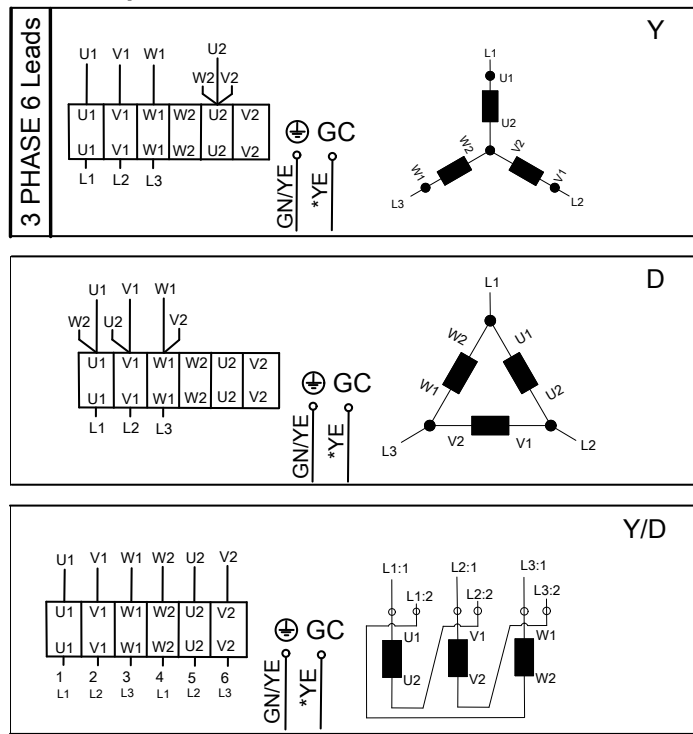 3 PHASE 6 Leads
Y
U1 V1 W1 U2
W2 V2
U1 V1 W1 W2 U2 V2
U1 V1 W1 W2 U2 V2
L1 L2 L3
GC
GN/YE
*YE
L1
U1
U2
W2 V2
W1 V1
L3 L2
D
U1 V1 W1
W2 U2 V2
U1 V1 W1 W2 U2 V2
U1 V1 W1 W2 U2 V2
L1 L2 L3
GC
GN/YE
*YE
L1
W2 U1
W1 U2
V2 V1
L3 L2
Y/D
U1 V1 W1 W2 U2 V2
U1 V1 W1 W2 U2 V2
U1 V1 W1 W2 U2 V2
1 2 3 4 5 6
L1 L2 L3 L1 L2 L3
GC
GN/YE
*YE
L1:1 L2:1 L3:1
L1:2 L2:2 L3:2
U1 V1 W1
U2 V2 W2